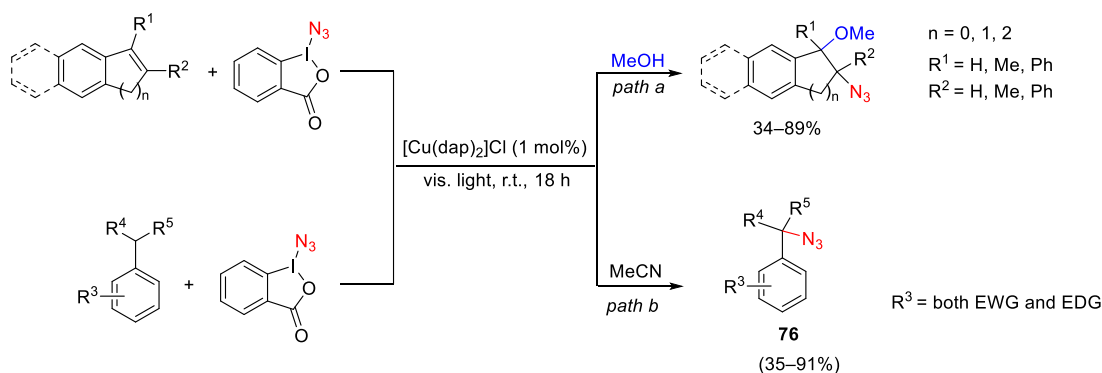 R¹
R²
n
+
N₃
I
O
O
MeOH
path a
R¹
OMe
R²
N₃
n
34–89%
n = 0, 1, 2
R¹ = H, Me, Ph
R² = H, Me, Ph
[Cu(dap)₂]Cl (1 mol%)
vis. light, r.t., 18 h
R⁴
R⁵
R³
+
N₃
I
O
O
MeCN
path b
R⁴
R⁵
N₃
R³
76
(35–91%)
R³ = both EWG and EDG